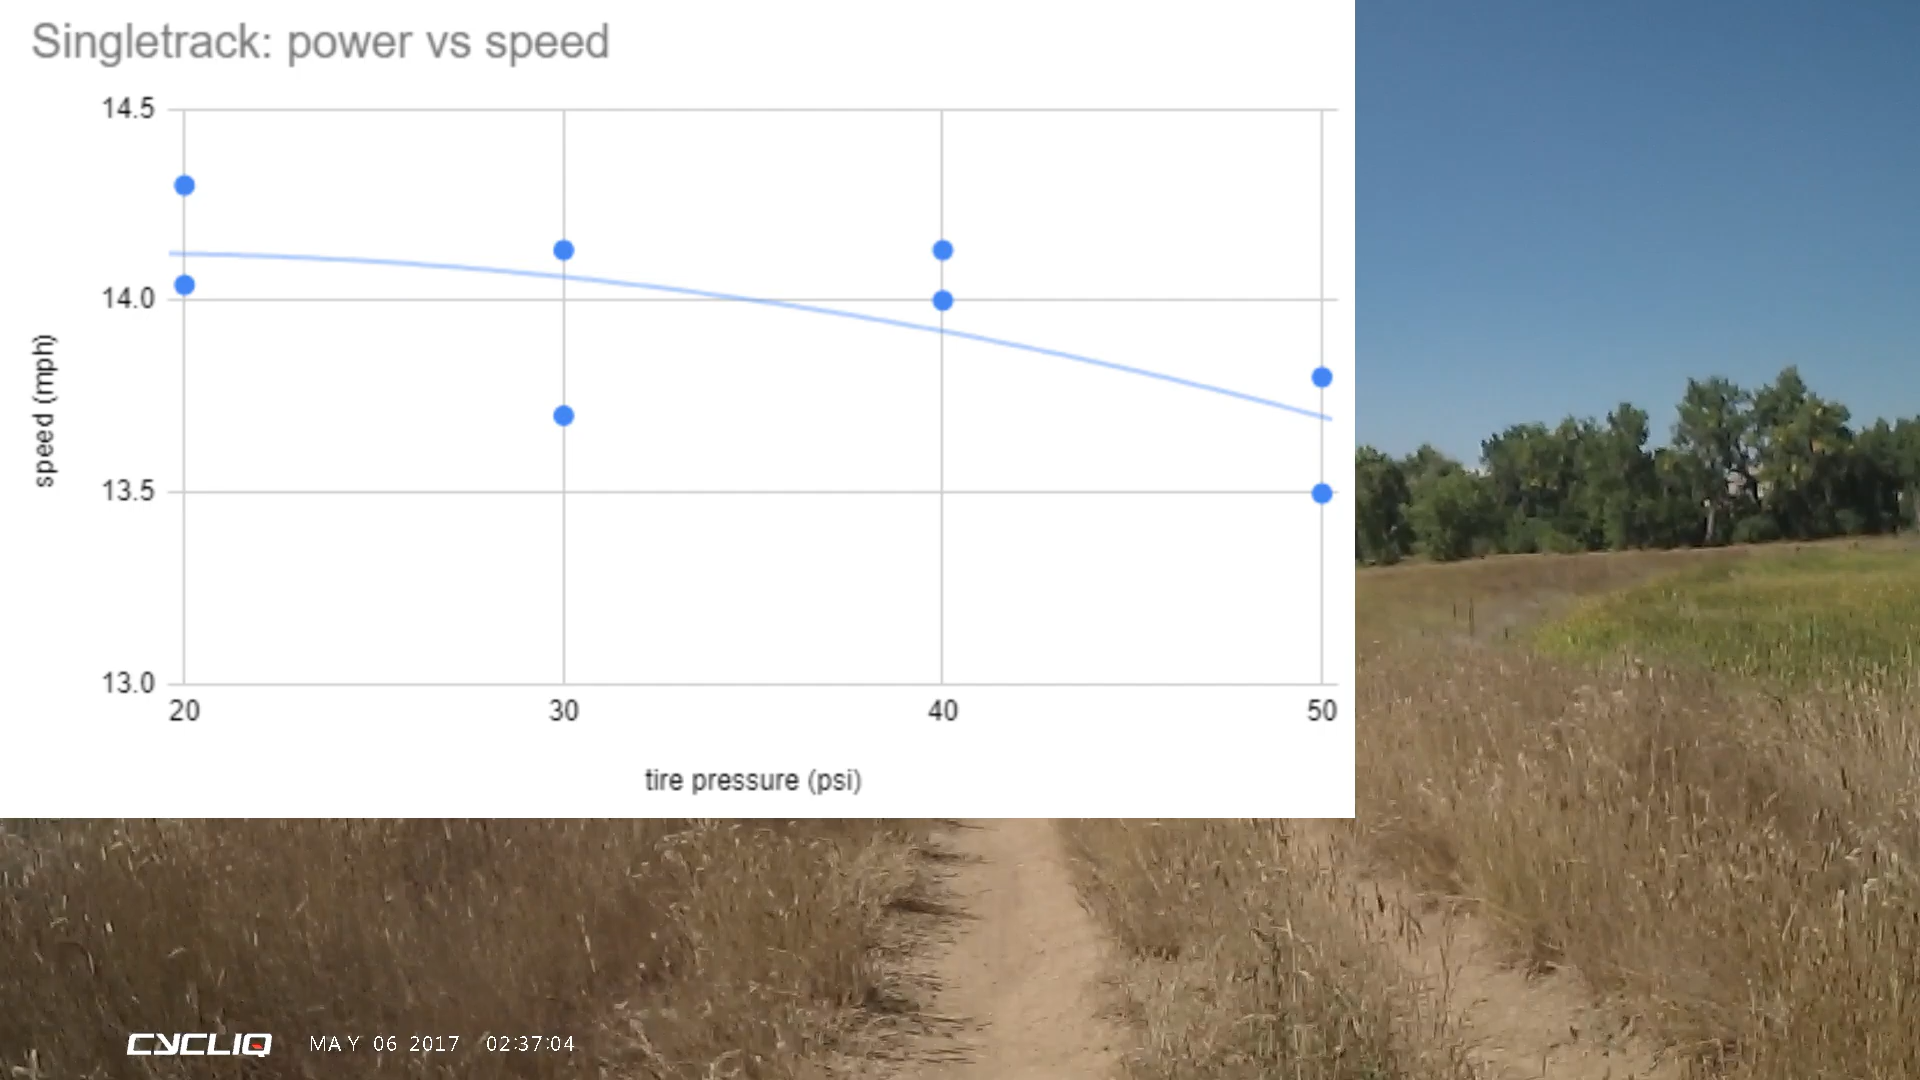 Singletrack: power vs speed
14.5
14.0
13.5
13.0
speed (mph)
20 30 40 50
tire pressure (psi)
CYCLIQ MAY 06 2017 02:37:04